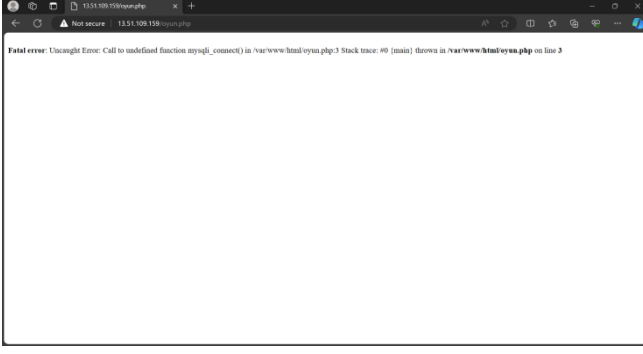 13.51.109.159/oyun.php
Not secure 13.51.109.159/oyun.php
Fatal error: Uncaught Error: Call to undefined function mysqli_connect() in /var/www/html/oyun.php:3 Stack trace: #0 {main} thrown in /var/www/html/oyun.php on line 3